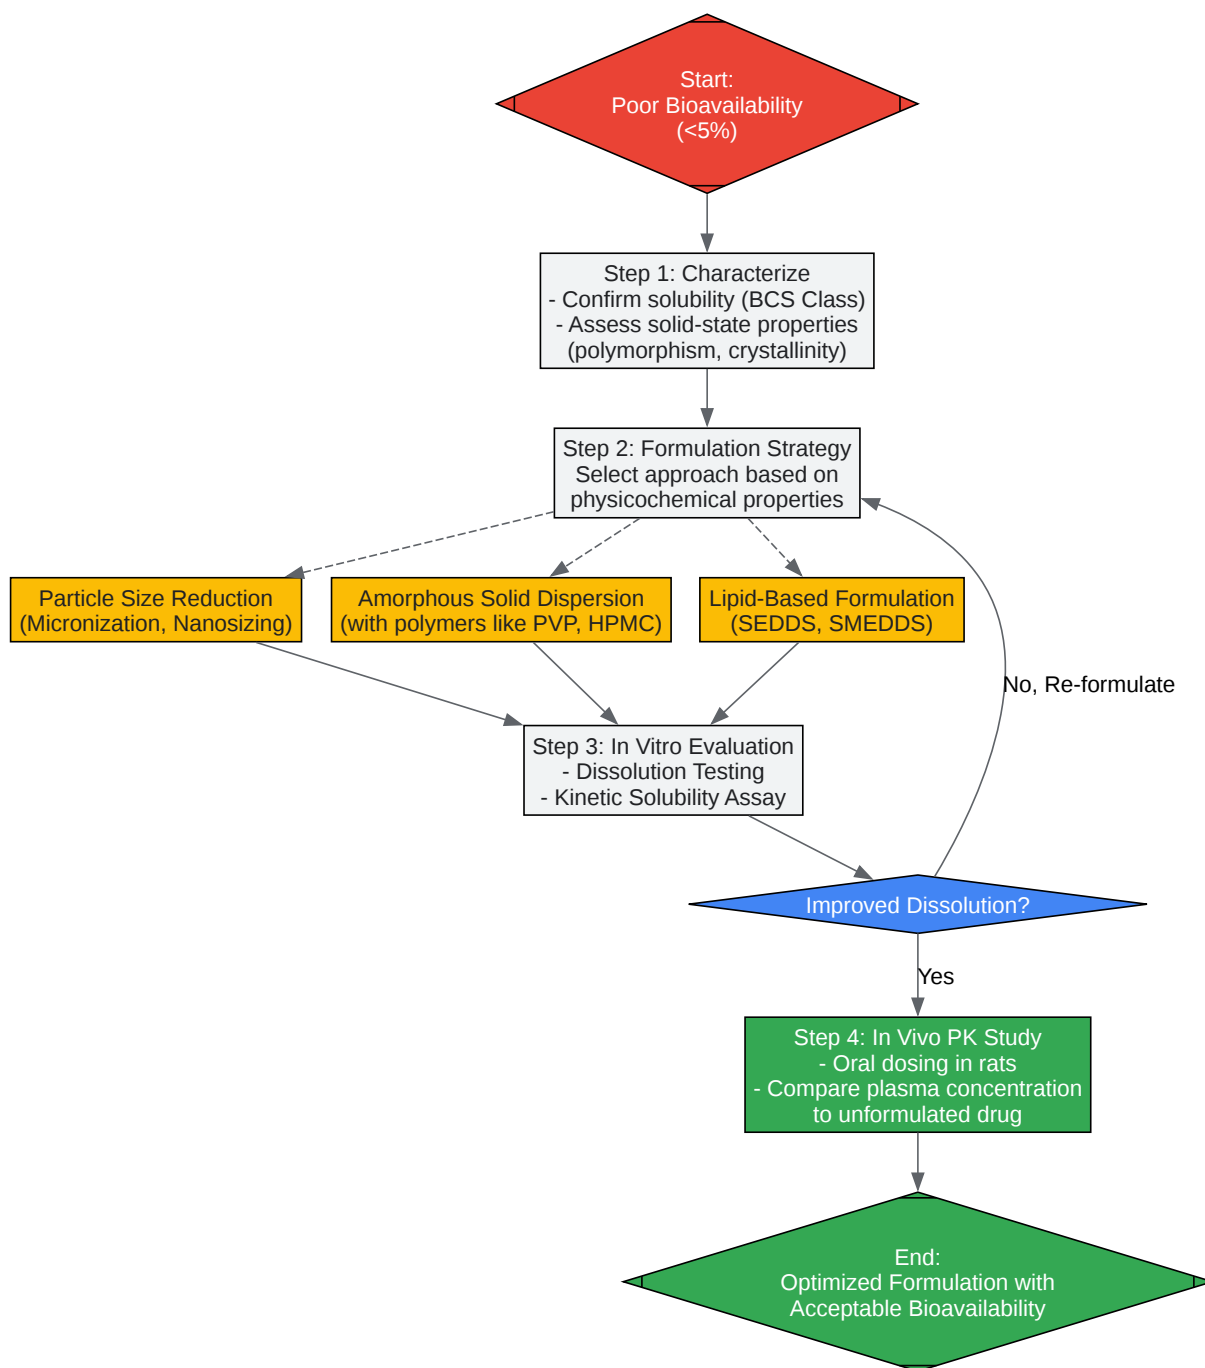 Start:
Poor Bioavailability
(<5%)
Step 1: Characterize
- Confirm solubility (BCS Class)
- Assess solid-state properties
(polymorphism, crystallinity)
Step 2: Formulation Strategy
Select approach based on
physicochemical properties
Particle Size Reduction
(Micronization, Nanosizing)
Amorphous Solid Dispersion
(with polymers like PVP, HPMC)
Lipid-Based Formulation
(SEDDS, SMEDDS)
No, Re-formulate
Step 3: In Vitro Evaluation
- Dissolution Testing
- Kinetic Solubility Assay
Improved Dissolution?
Yes
Step 4: In Vivo PK Study
- Oral dosing in rats
- Compare plasma concentration
to unformulated drug
End:
Optimized Formulation with
Acceptable Bioavailability